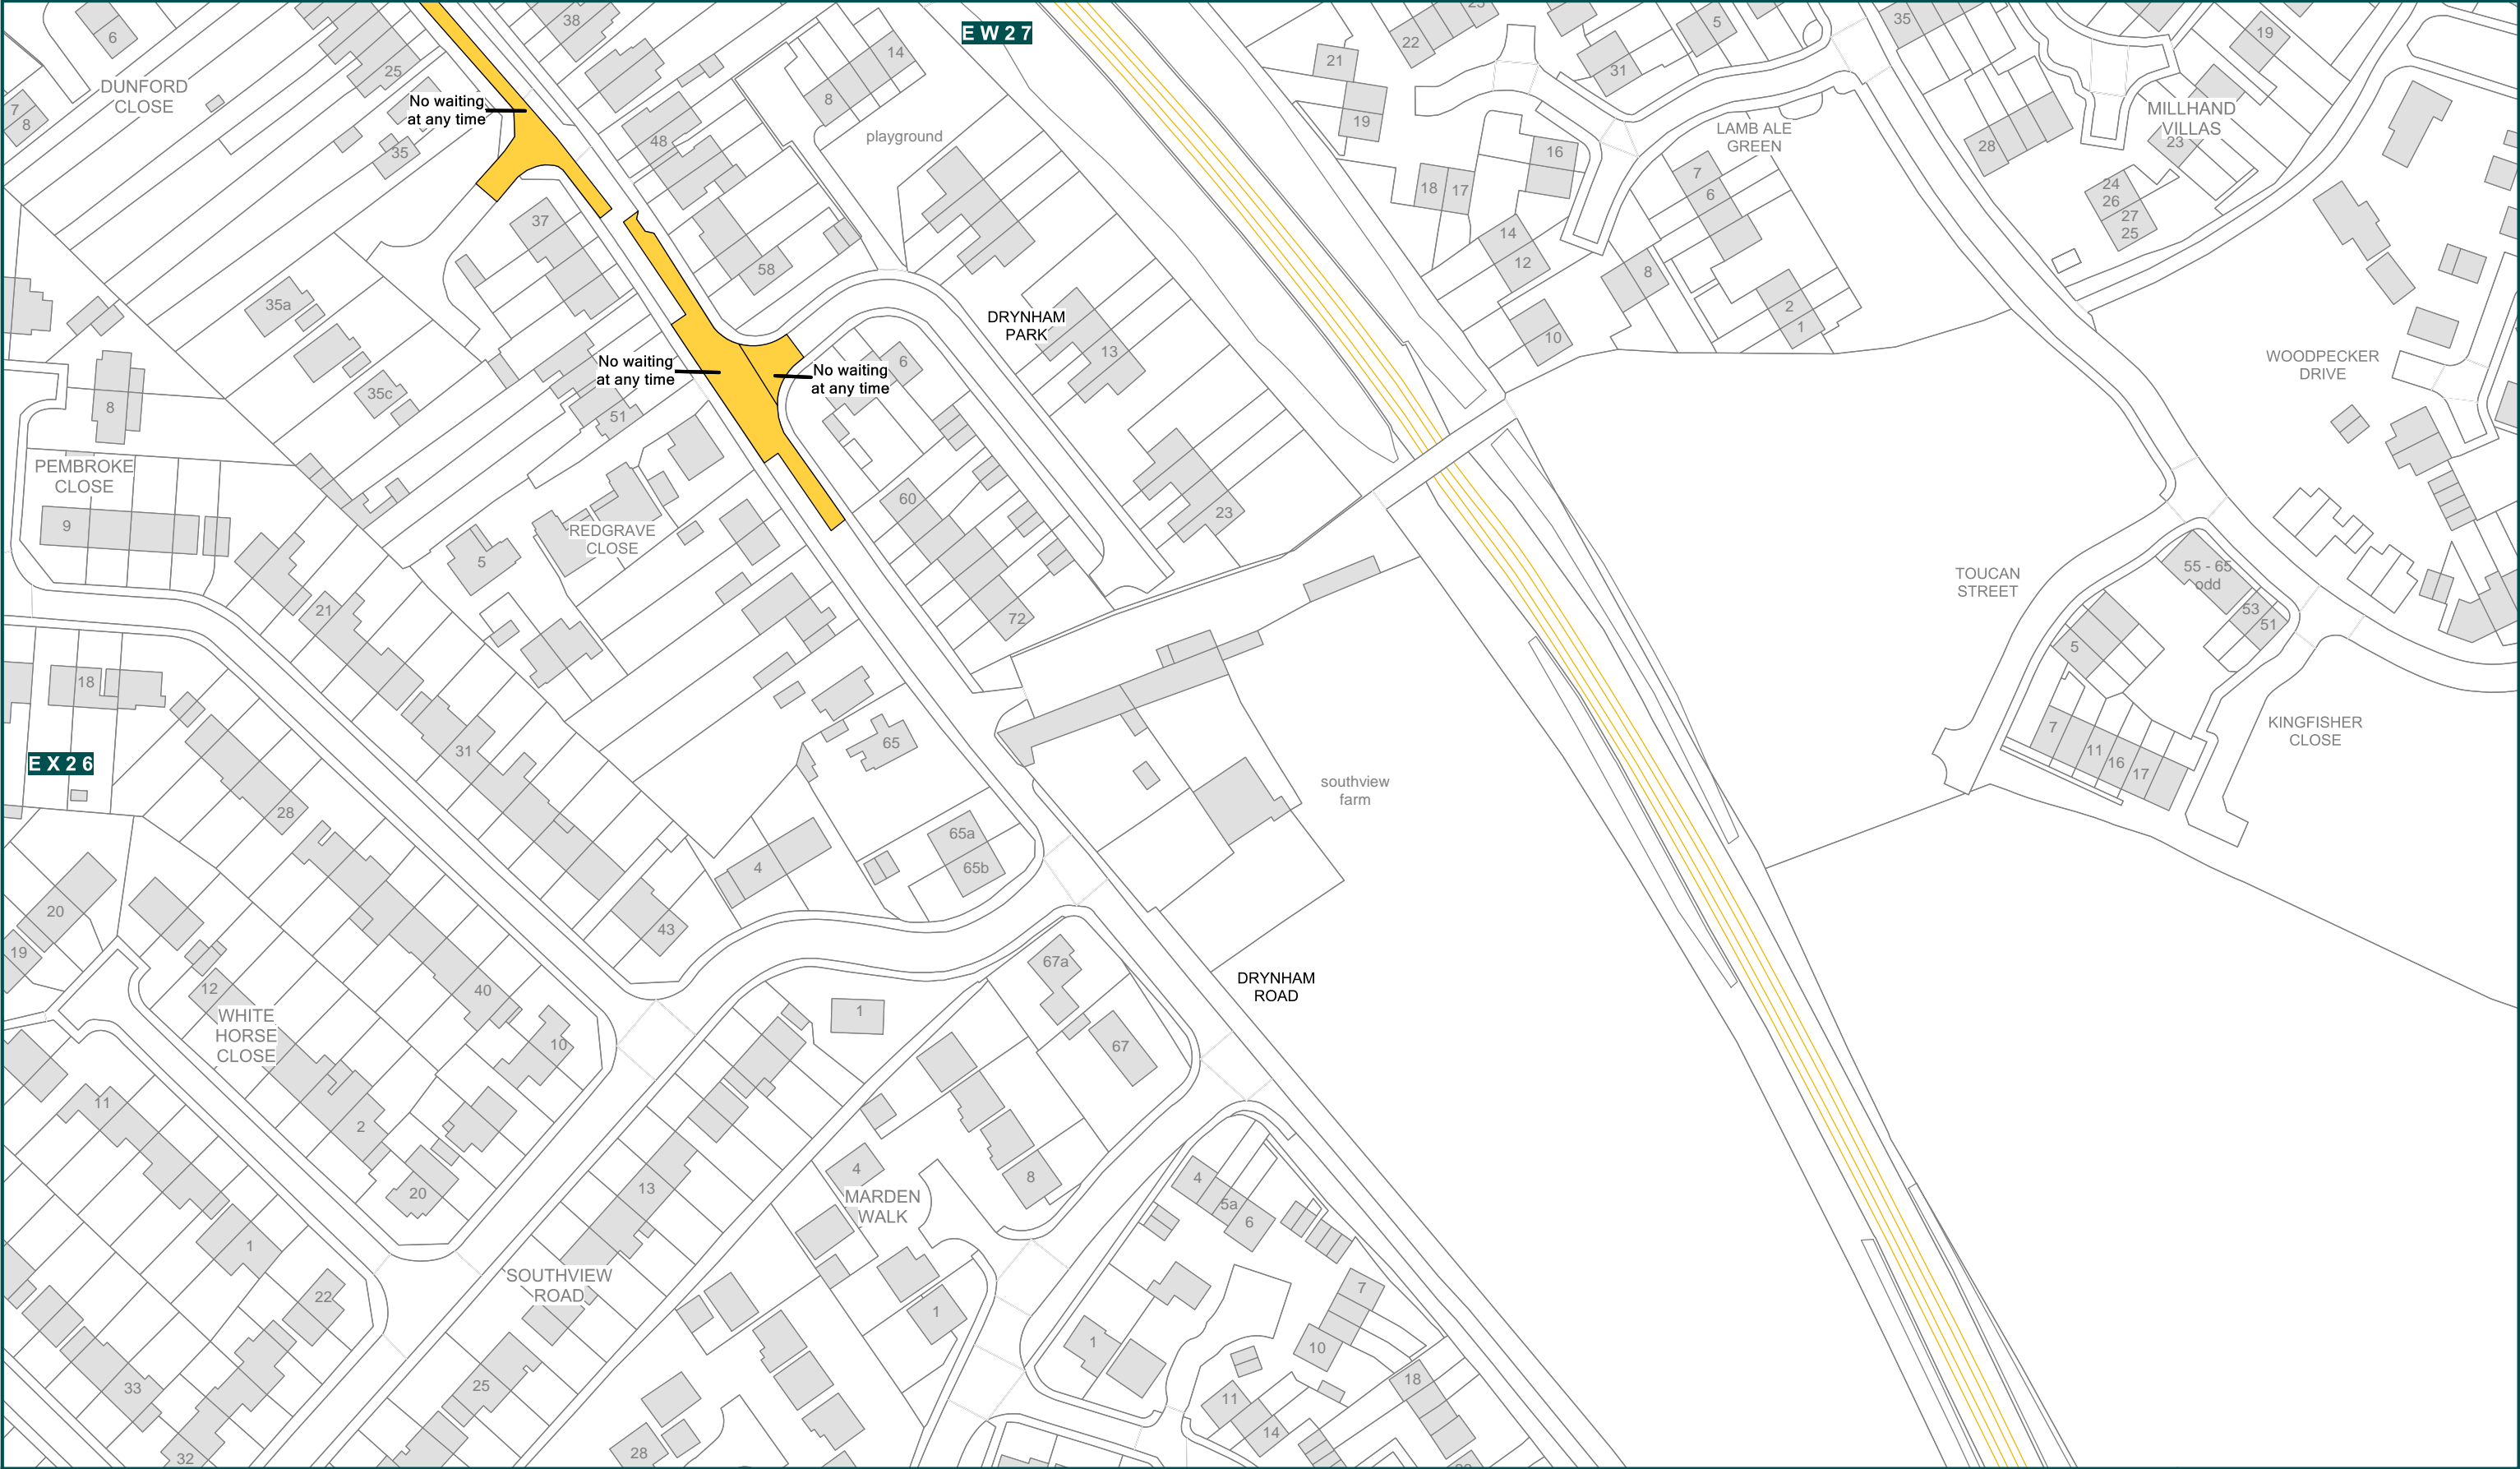 E W 2 7
38
6
25
DUNFORD
CLOSE
7
8
No waiting
at any time
35
48
14
8
playground
22
21
19
31
5
35
19
LAMB ALE
GREEN
MILLHAND
VILLAS
23
28
16
18
17
7
6
24
26
27
25
37
58
14
12
8
10
2
1
35a
35c
DRYNHAM
PARK
13
No waiting
at any time
No waiting
at any time
6
51
8
WOODPECKER
DRIVE
PEMBROKE
CLOSE
9
60
23
REDGRAVE
CLOSE
5
21
72
TOUCAN
STREET
55 - 65
odd
53
51
5
18
31
65
7
11
16
17
KINGFISHER
CLOSE
E X 2 6
28
southview
farm
65a
65b
4
20
19
43
12
40
67a
DRYNHAM
ROAD
1
WHITE
HORSE
CLOSE
10
67
11
2
20
13
4
8
MARDEN
WALK
4
5a
6
1
22
SOUTHVIEW
ROAD
1
7
10
1
33
25
18
11
14
32
28